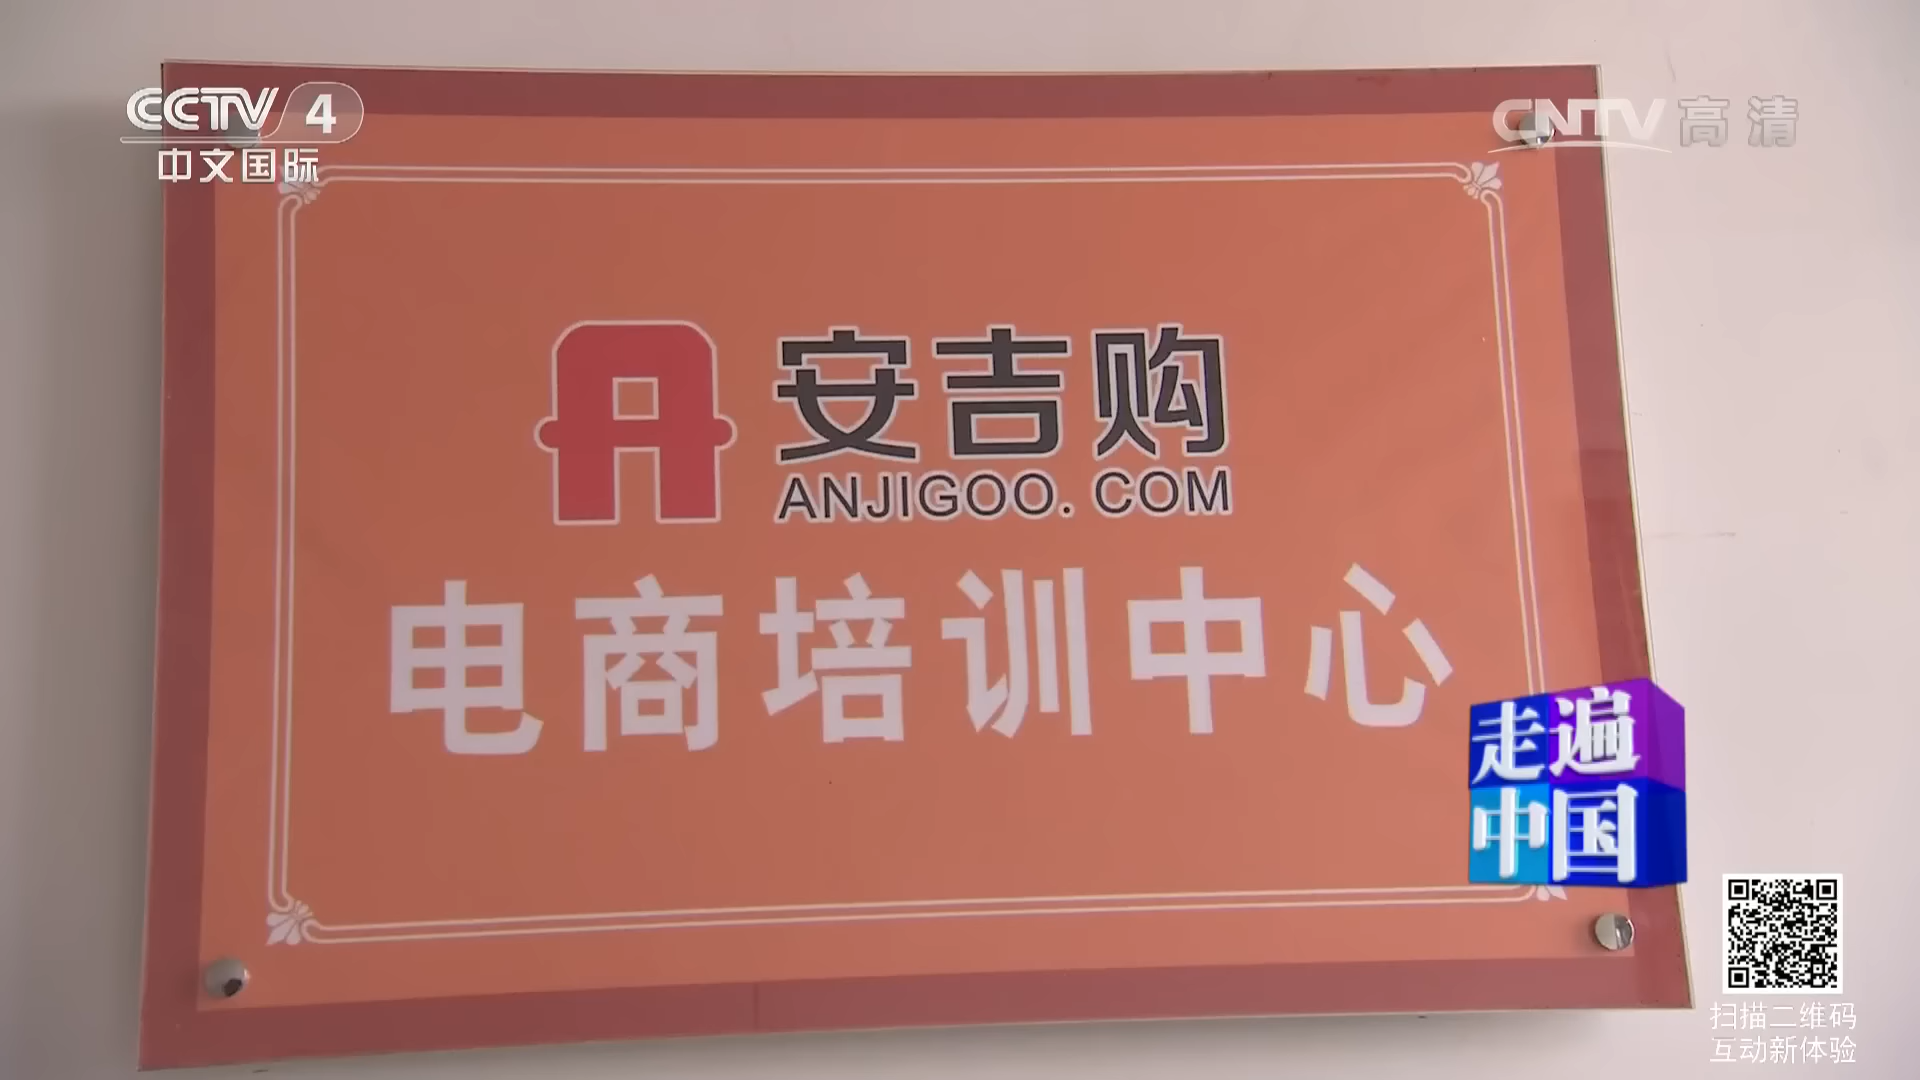 CCTV 4
中文国际
CNTV 高清
安吉购
ANJIGOO.COM
电商培训中心
走遍
中国
扫描二维码
互动新体验